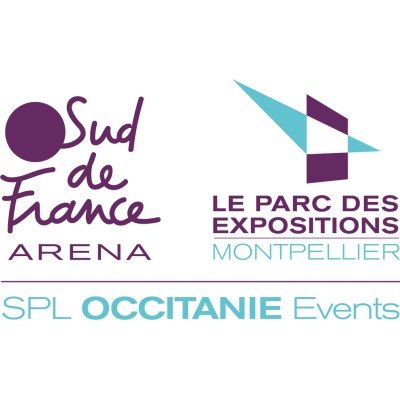 Sud
de
France
ARENA
LE PARC DES
EXPOSITIONS
MONTPELLIER
SPL OCCITANIE Events